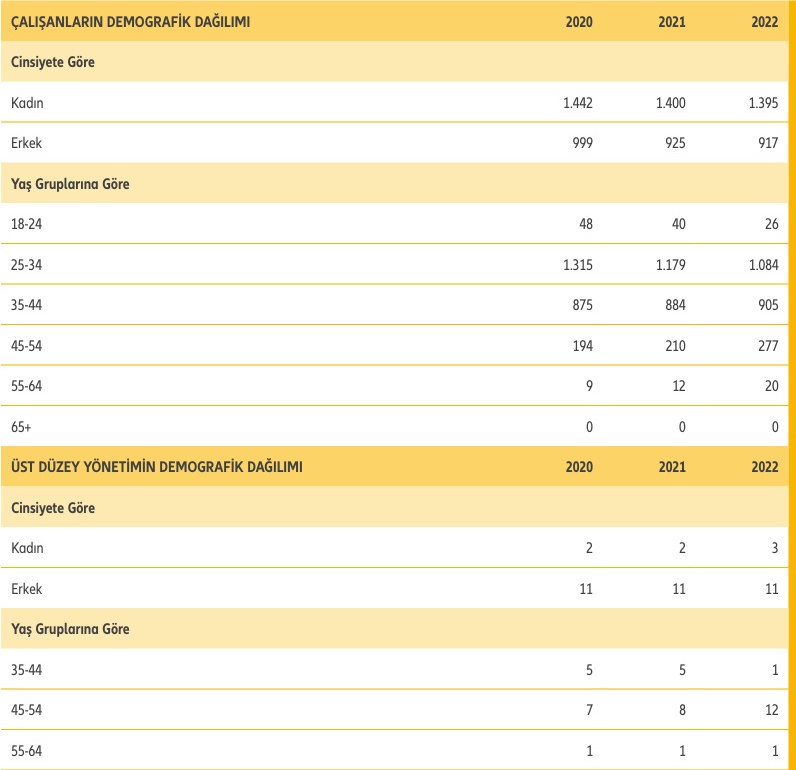 ÇALIŞANLARIN DEMOGRAFİK DAĞILIMI 2020 2021 2022
Cinsiyete Göre
Kadın 1.442 1.400 1.395
Erkek 999 925 917
Yaş Gruplarına Göre
18-24 48 40 26
25-34 1.315 1.179 1.084
35-44 875 884 905
45-54 194 210 277
55-64 9 12 20
65+ 0 0 0
ÜST DÜZEY YÖNETİMİN DEMOGRAFİK DAĞILIMI 2020 2021 2022
Cinsiyete Göre
Kadın 2 2 3
Erkek 11 11 11
Yaş Gruplarına Göre
35-44 5 5 1
45-54 7 8 12
55-64 1 1 1